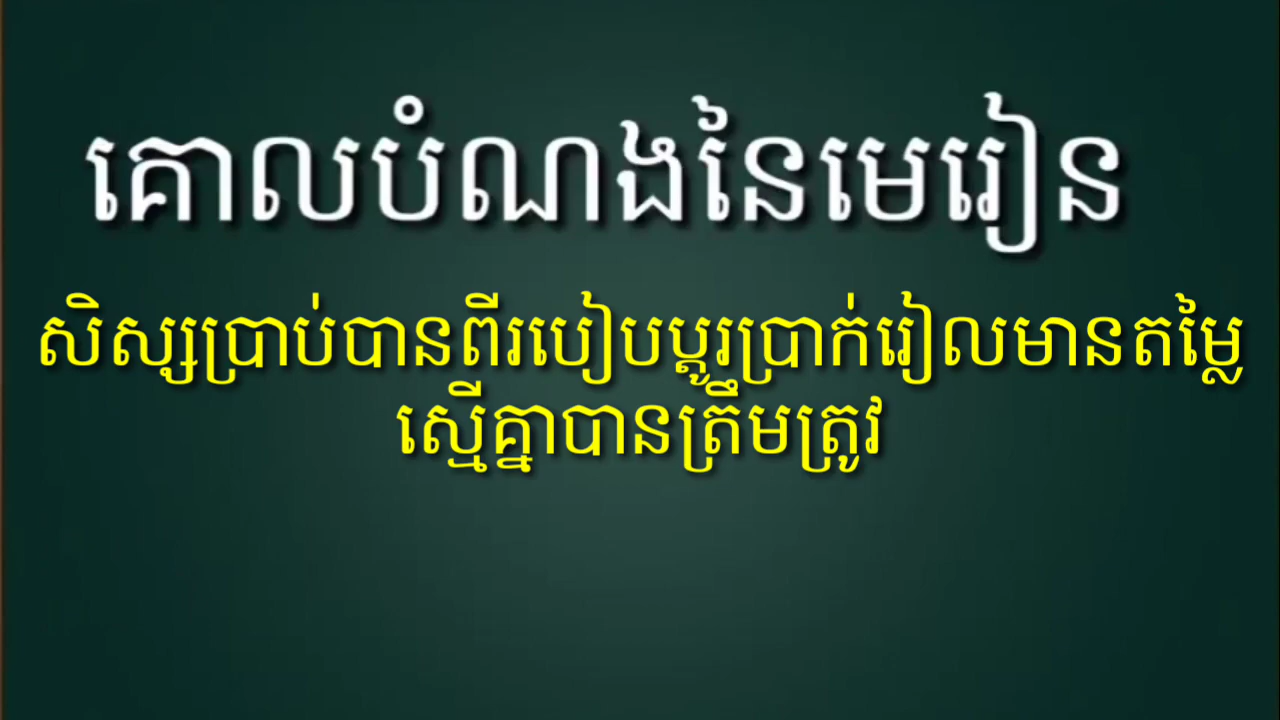 គោលបំណងនៃមេរៀន
សិស្សប្រាប់បានពីរបៀបប្តូរប្រាក់រៀលមានតម្លៃ
ស្មើគ្នាបានត្រឹមត្រូវ